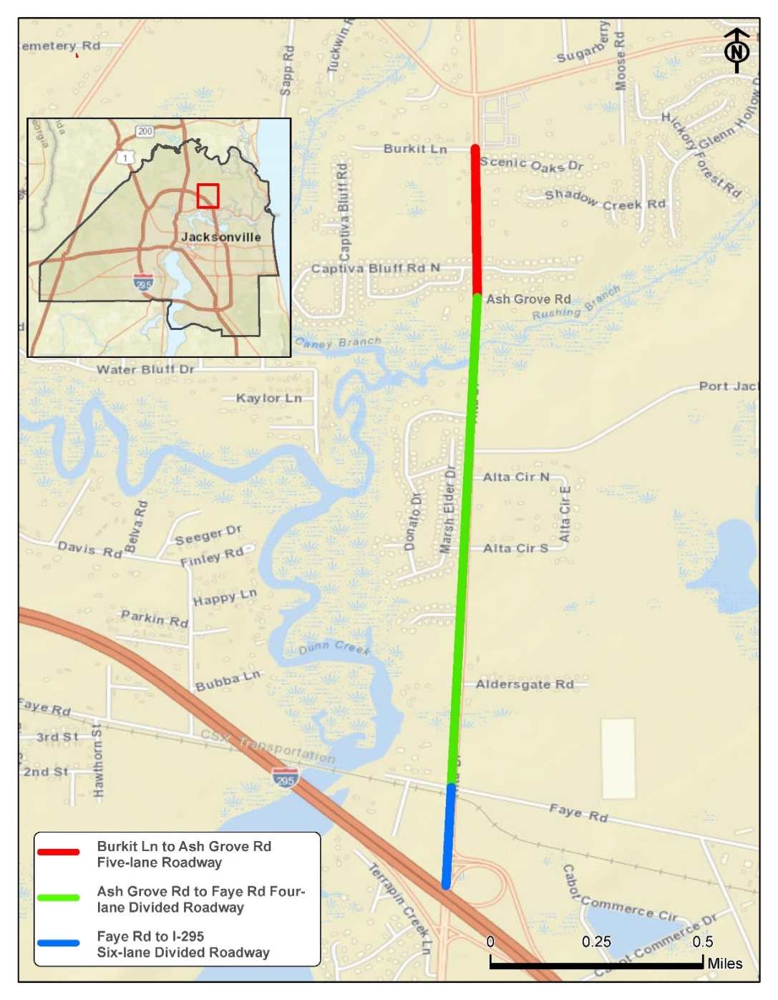 emetery Rd
Sapp Rd
Tuckwin R
Sugarberry
Moose Rd
N
Hickory Forest Rd
Glenn Hollow D
200
1
Jacksonville
295
Burkit Ln
Scenic Oaks Dr
Shadow Creek Rd
Captiva Bluff Rd
Captiva Bluff Rd N
Ash Grove Rd
Rushing Branch
Caney Branch
Water Bluff Dr
Kaylor Ln
Port Jac
Alta Cir N
Alta Cir E
Alta Cir S
Donato Dr
Marsh Elder Dr
Belva Rd
Seeger Dr
Davis Rd
Finley Rd
Happy Ln
Parkin Rd
Dunn Creek
Bubba Ln
Aldersgate Rd
Faye Rd
3rd St
2nd St
Hawthorn St
CSX Transportation
295
Faye Rd
Terrapin Creek Ln
Cabot Commerce Cir
Cabot Commerce Dr
Burkit Ln to Ash Grove Rd
Five-lane Roadway
Ash Grove Rd to Faye Rd Four-
lane Divided Roadway
Faye Rd to I-295
Six-lane Divided Roadway
0 0.25 0.5
Miles